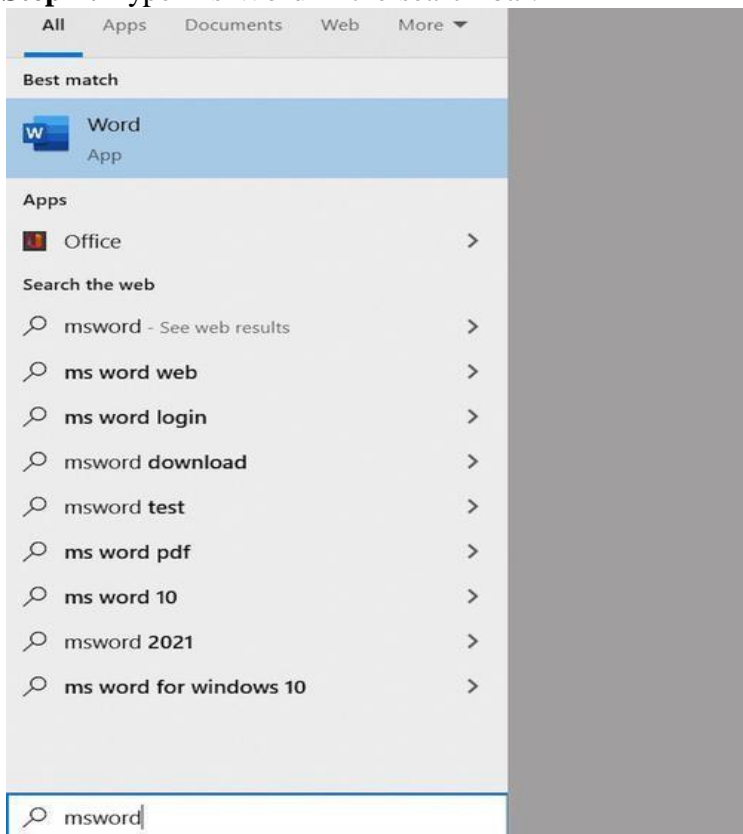 All Apps Documents Web More
Best match
W Word
App
Apps
Office
Search the web
msword - See web results
ms word web
ms word login
msword download
msword test
ms word pdf
ms word 10
msword 2021
ms word for windows 10
msword